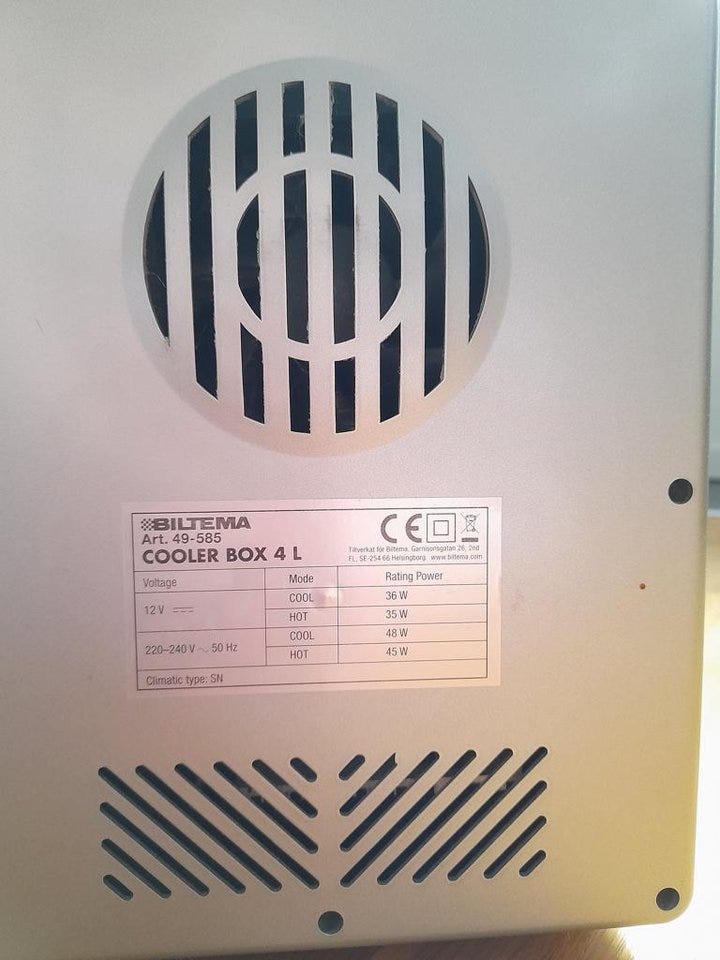 BILTEMA
Art. 49-585
COOLER BOX 4 L
CE
Tillverkat för Biltema. Garnisonsgatan 26, 2nd
FL, SE-254 66 Helsingborg www.biltema.com
Voltage Mode Rating Power
12 V COOL 36 W
HOT 35 W
220–240 V ~ 50 Hz COOL 48 W
HOT 45 W
Climatic type: SN